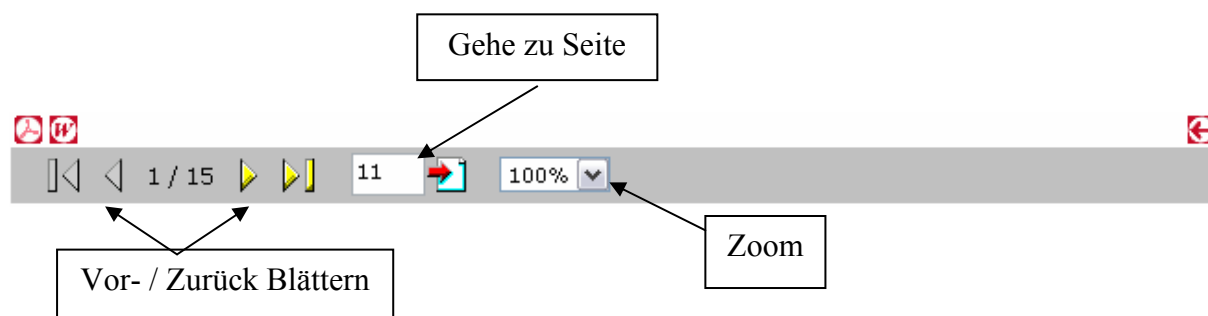 Gehe zu Seite
1 / 15
11
100%
Zoom
Vor- / Zurück Blättern